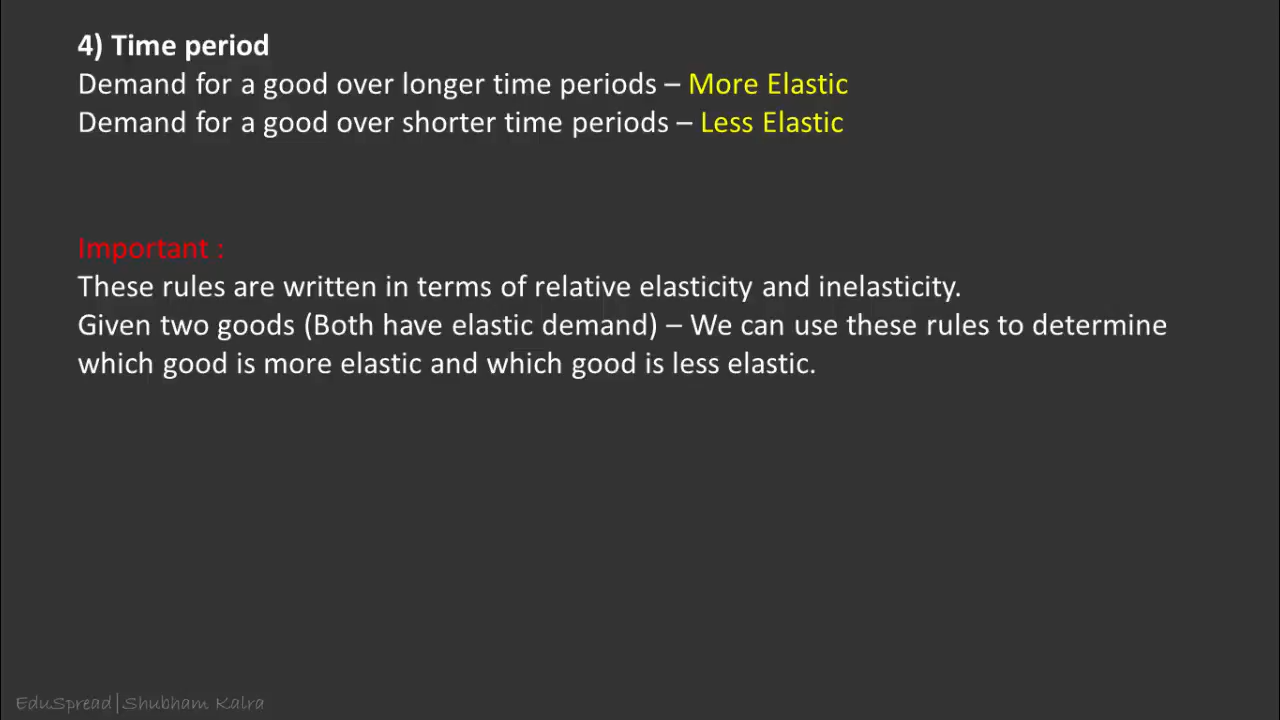 4) Time period
Demand for a good over longer time periods – More Elastic
Demand for a good over shorter time periods – Less Elastic
Important :
These rules are written in terms of relative elasticity and inelasticity.
Given two goods (Both have elastic demand) – We can use these rules to determine
which good is more elastic and which good is less elastic.
EduSpread|Shubham Kalra